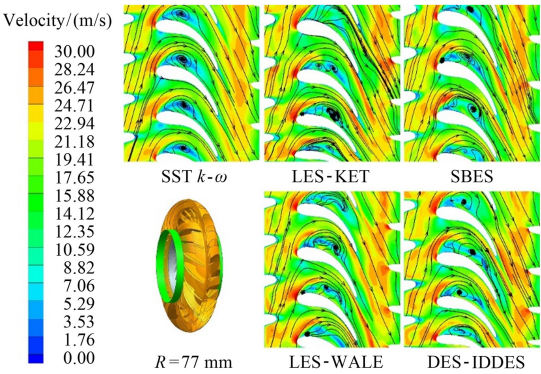 Velocity/(m/s)
30.00
28.24
26.47
24.71
22.94
21.18
19.41
17.65
15.88
14.12
12.35
10.59
8.82
7.06
5.29
3.53
1.76
0.00
SST k-ω
LES-KET
SBES
R=77 mm
LES-WALE
DES-IDDES